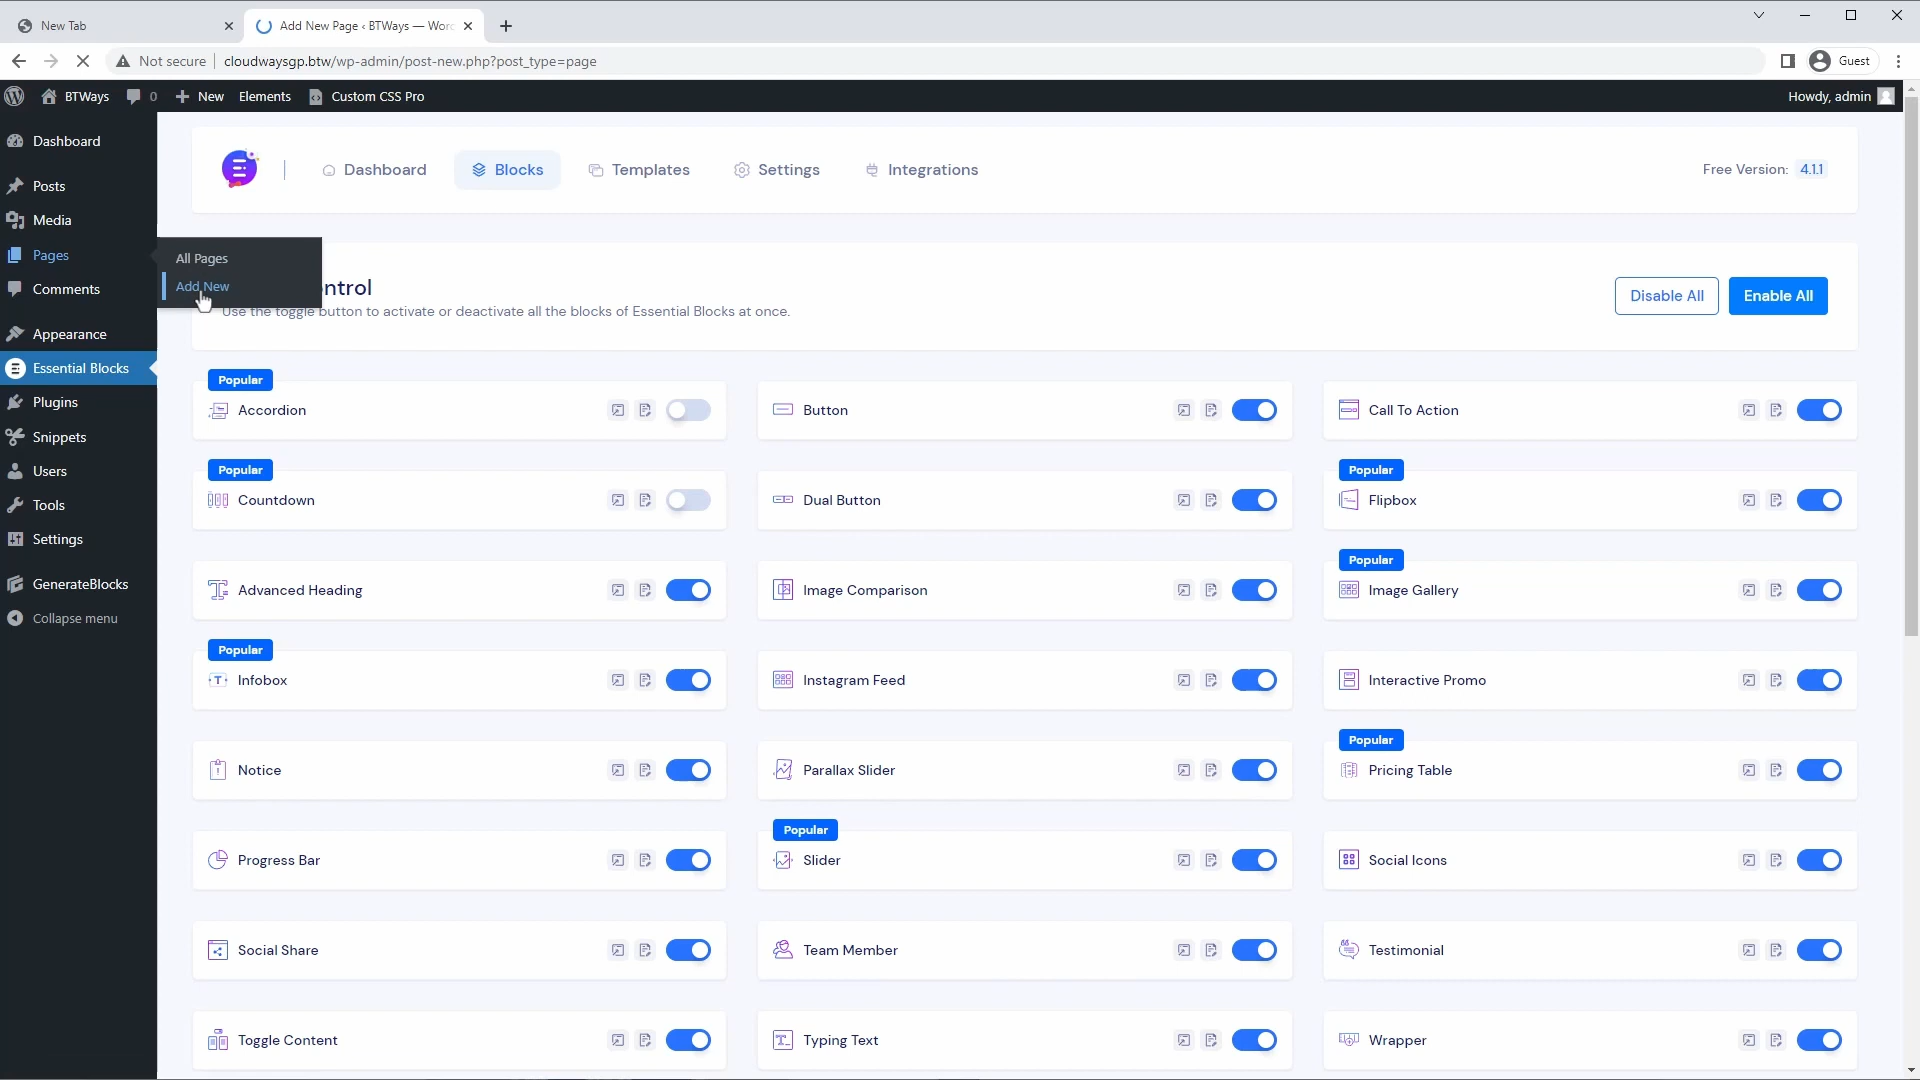 New Tab
Add New Page ‹ BTWays — Worc
Not secure
cloudwaysgp.btw/wp-admin/post-new.php?post_type=page
Guest
BTWays
0
New
Elements
Custom CSS Pro
Howdy, admin
Dashboard
Posts
Media
Pages
Comments
Appearance
Essential Blocks
Plugins
Snippets
Users
Tools
Settings
GenerateBlocks
Collapse menu
All Pages
Add New
Dashboard
Blocks
Templates
Settings
Integrations
Free Version: 4.1.1
ntrol
Use the toggle button to activate or deactivate all the blocks of Essential Blocks at once.
Disable All
Enable All
Popular
Accordion
Button
Call To Action
Popular
Countdown
Dual Button
Popular
Flipbox
Advanced Heading
Image Comparison
Popular
Image Gallery
Popular
Infobox
Instagram Feed
Interactive Promo
Notice
Parallax Slider
Popular
Pricing Table
Progress Bar
Popular
Slider
Social Icons
Social Share
Team Member
Testimonial
Toggle Content
Typing Text
Wrapper